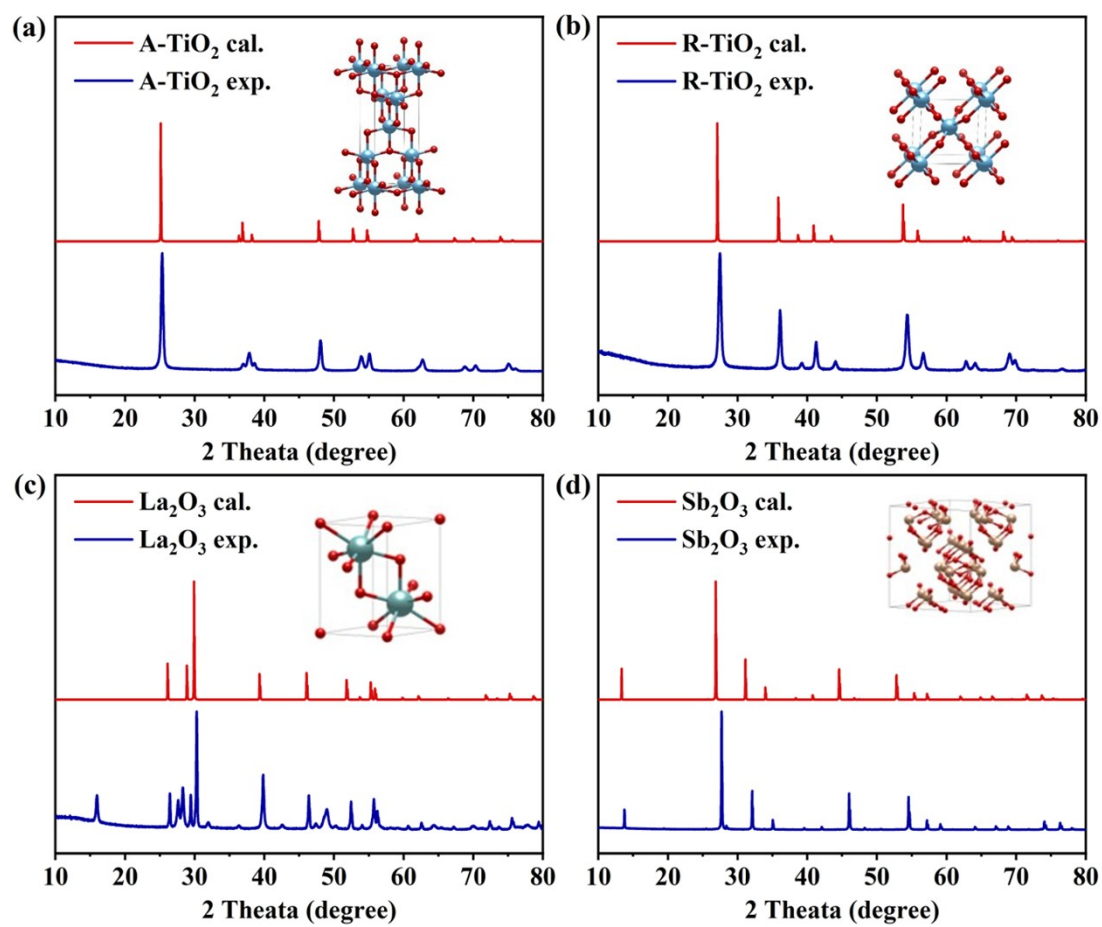 (a)
A-TiO₂ cal.
A-TiO₂ exp.
10 20 30 40 50 60 70 80
2 Theata (degree)
(b)
R-TiO₂ cal.
R-TiO₂ exp.
10 20 30 40 50 60 70 80
2 Theata (degree)
(c)
La₂O₃ cal.
La₂O₃ exp.
10 20 30 40 50 60 70 80
2 Theata (degree)
(d)
Sb₂O₃ cal.
Sb₂O₃ exp.
10 20 30 40 50 60 70 80
2 Theata (degree)